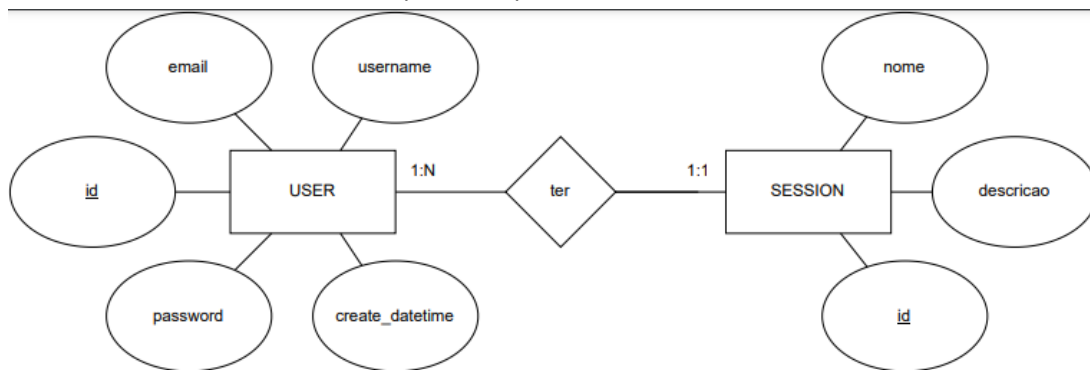 email
username
nome
id
USER
1:N
ter
1:1
SESSION
descricao
password
create_datetime
id